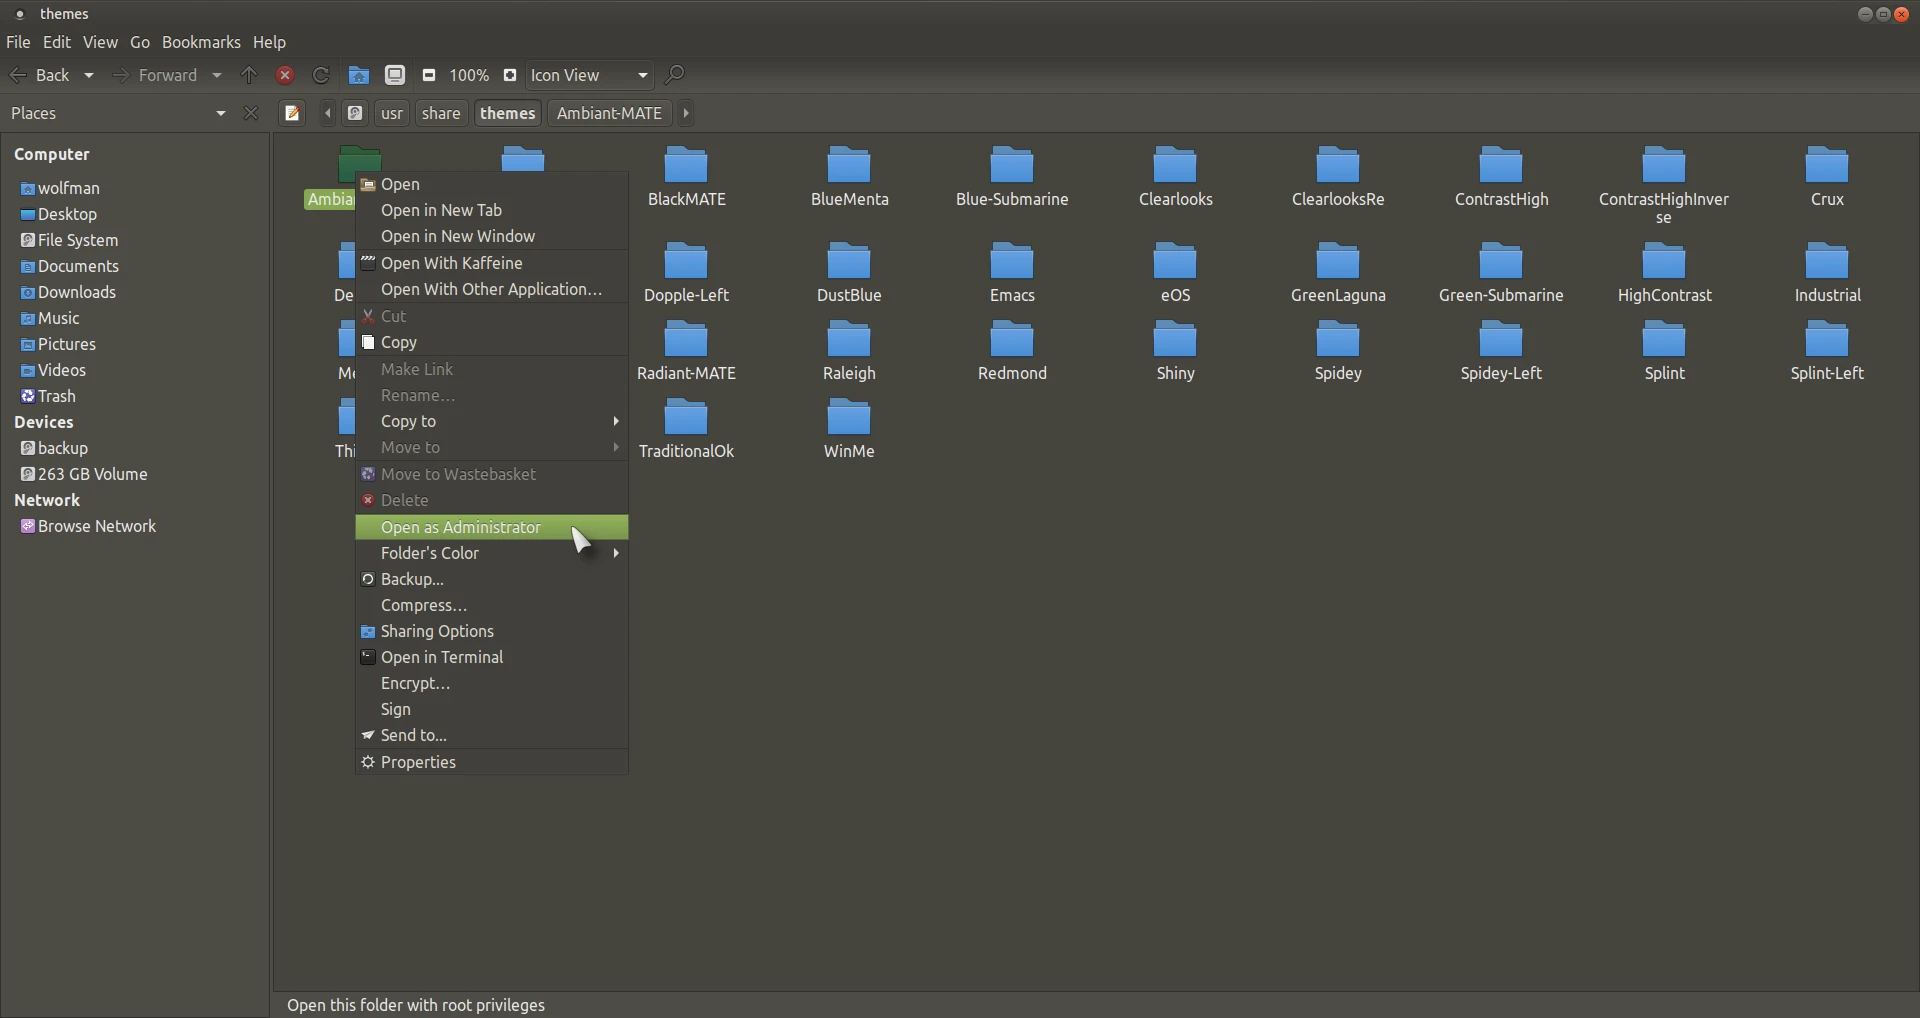 themes
File Edit View Go Bookmarks Help
Back Forward 100% Icon View
Places usr share themes Ambiant-MATE
Computer
wolfman
Desktop
File System
Documents
Downloads
Music
Pictures
Videos
Trash
Devices
backup
263 GB Volume
Network
Browse Network
BlackMATE BlueMenta Blue-Submarine Clearlooks ClearlooksRe ContrastHigh ContrastHighInver
se
Crux
Dopple-Left DustBlue Emacs eOS GreenLaguna Green-Submarine HighContrast Industrial
Radiant-MATE Raleigh Redmond Shiny Spidey Spidey-Left Splint Splint-Left
TraditionalOk WinMe
Open
Open in New Tab
Open in New Window
Open With Kaffeine
Open With Other Application...
Cut
Copy
Make Link
Rename...
Copy to
Move to
Move to Wastebasket
Delete
Open as Administrator
Folder's Color
Backup...
Compress...
Sharing Options
Open in Terminal
Encrypt...
Sign
Send to...
Properties
Open this folder with root privileges